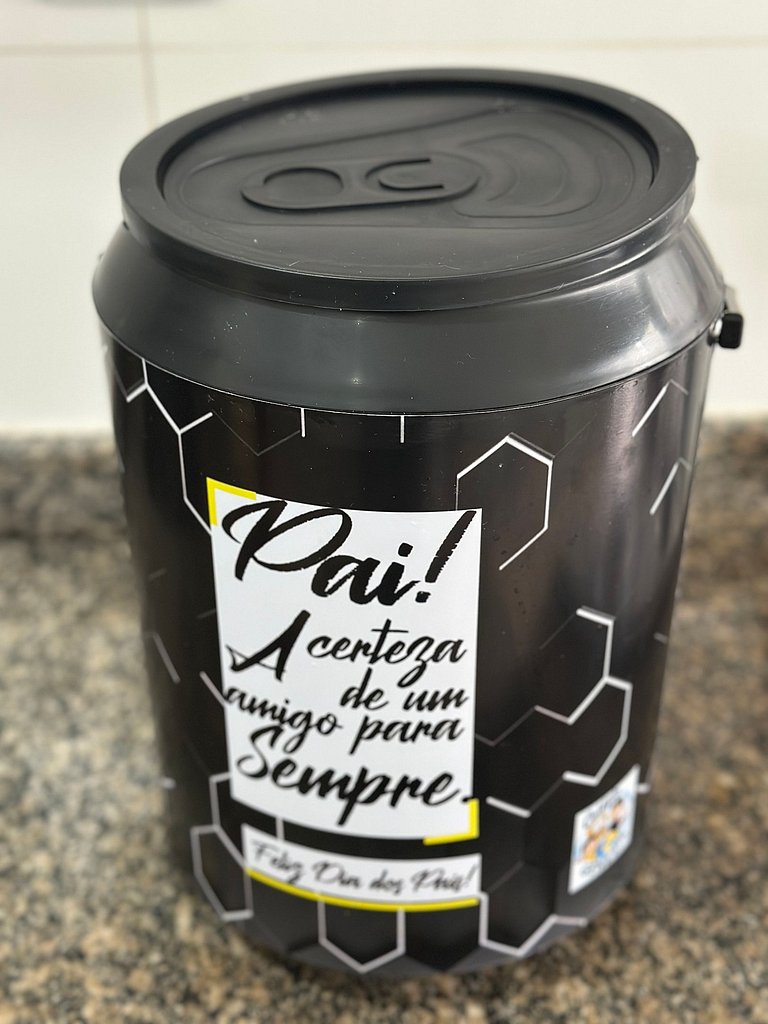 Pai!
A certeza
de um
amigo para
Sempre.
Feliz Dia dos Pais!